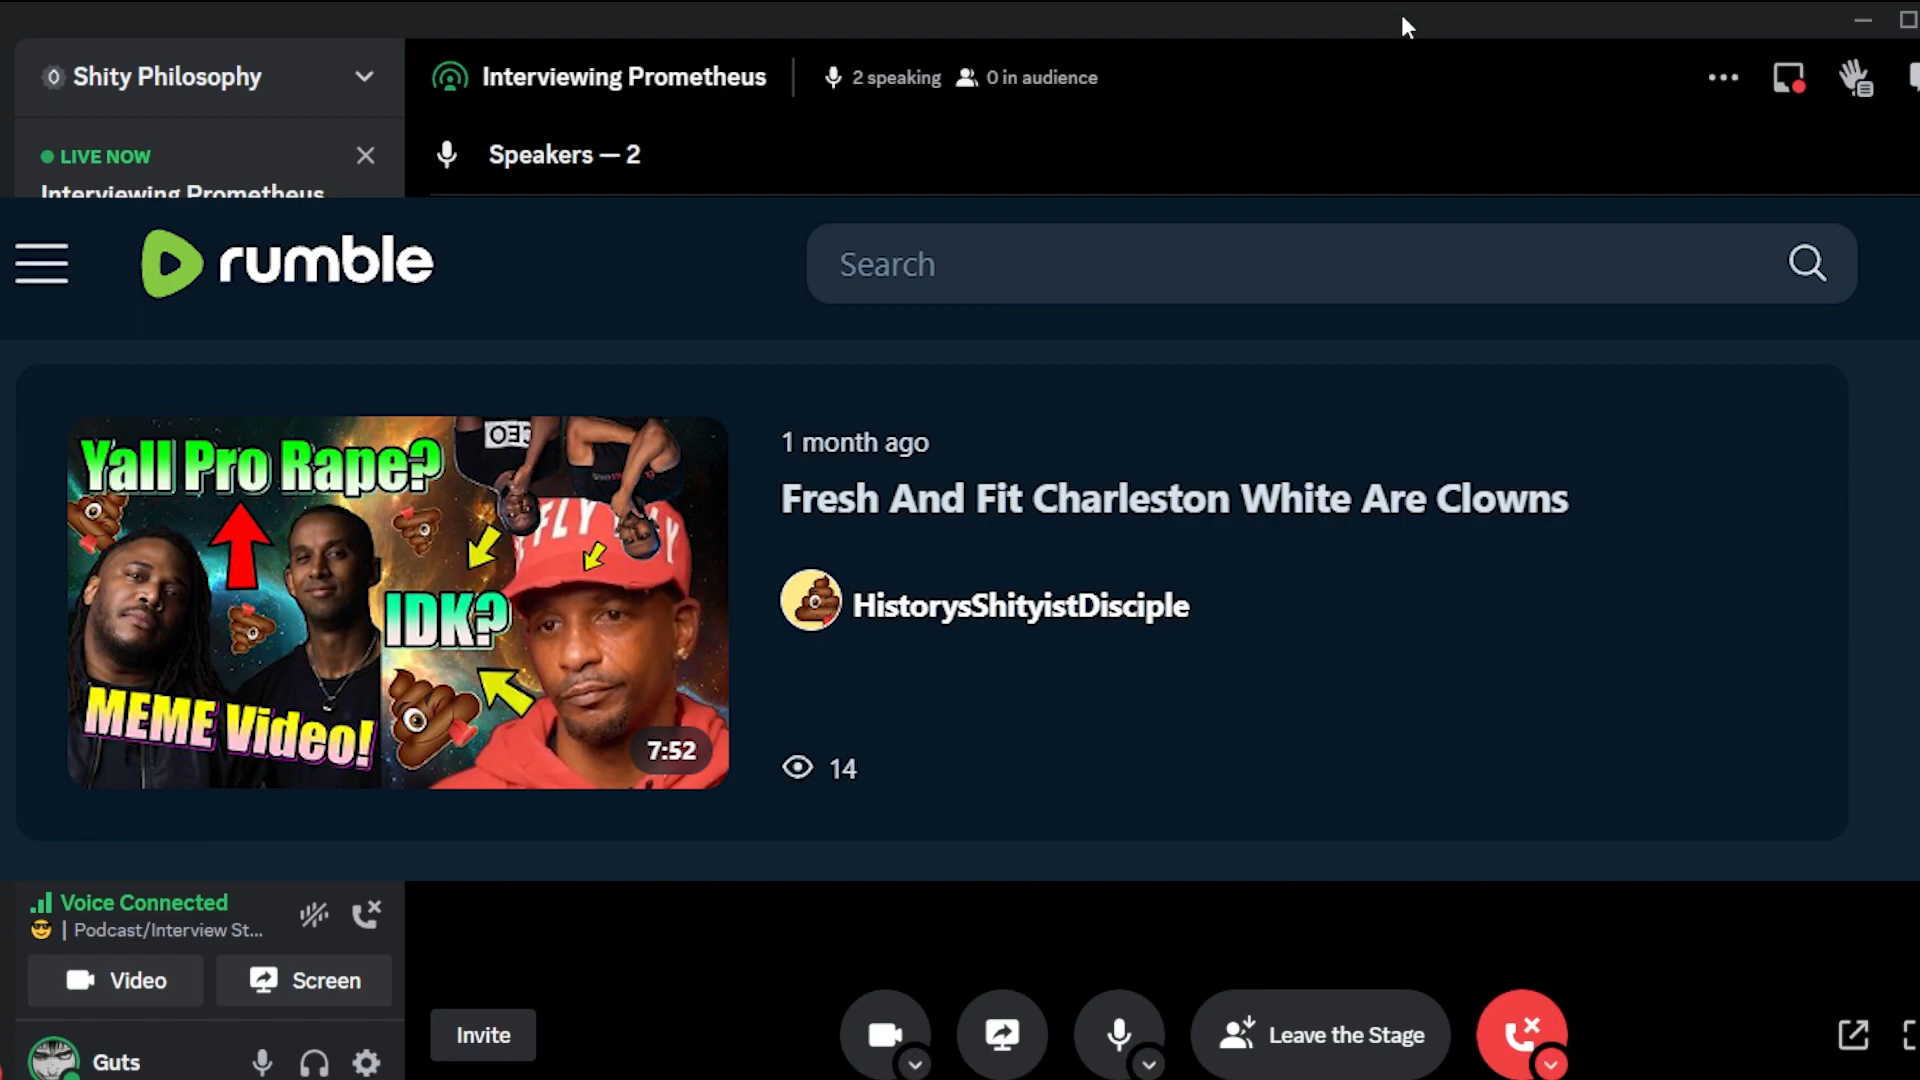 Shity Philosophy
Interviewing Prometheus
2 speaking
0 in audience
LIVE NOW
Speakers — 2
Interviewing Prometheus
rumble
Search
Yall Pro Rape?
IDK?
MEME Video!
7:52
1 month ago
Fresh And Fit Charleston White Are Clowns
HistorysShityistDisciple
14
Voice Connected
| Podcast/Interview St...
Video
Screen
Invite
Leave the Stage
Guts